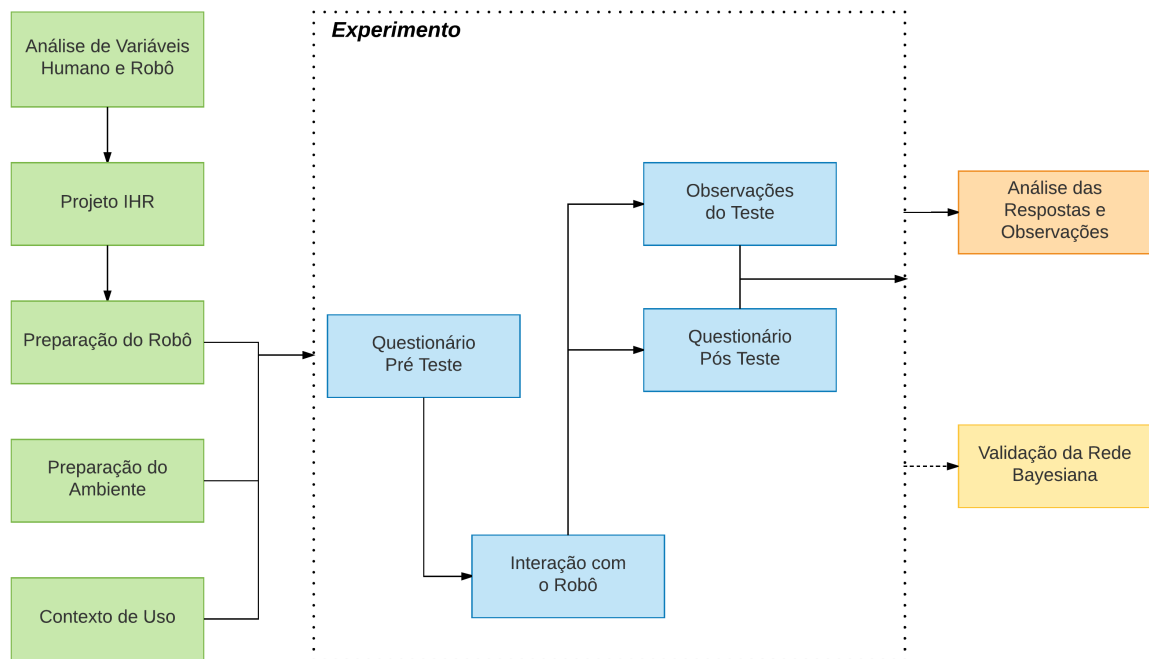 Análise de Variáveis
Humano e Robô
Projeto IHR
Preparação do Robô
Preparação do
Ambiente
Contexto de Uso
Experimento
Questionário
Pré Teste
Interação com
o Robô
Observações
do Teste
Questionário
Pós Teste
Análise das
Respostas e
Observações
Validação da Rede
Bayesiana